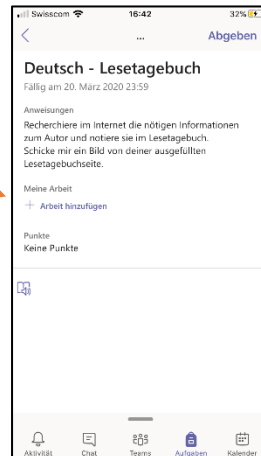 Swisscom 16:42 32%
... Abgeben
Deutsch - Lesetagebuch
Fällig am 20. März 2020 23:59
Anweisungen
Recherchiere im Internet die nötigen Informationen
zum Autor und notiere sie im Lesetagebuch.
Schicke mir ein Bild von deiner ausgefüllten
Lesetagebuchseite.
Meine Arbeit
+ Arbeit hinzufügen
Punkte
Keine Punkte
Aktivität Chat Teams Aufgaben Kalender